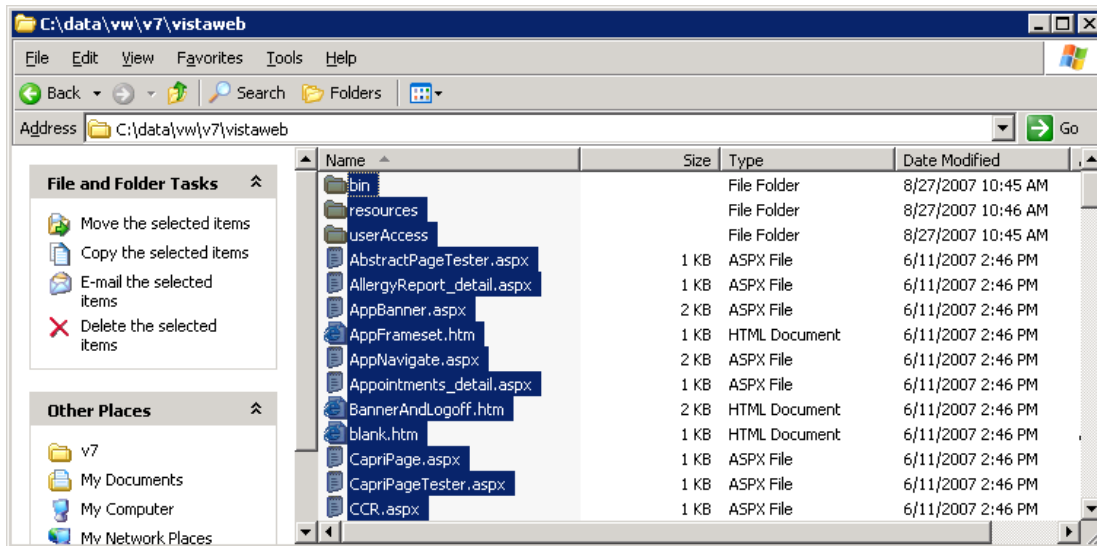 C:\data\vw\v7\vistaweb
File Edit View Favorites Tools Help
Back Search Folders
Address C:\data\vw\v7\vistaweb Go
File and Folder Tasks
Move the selected items
Copy the selected items
E-mail the selected
items
Delete the selected
items
Other Places
v7
My Documents
My Computer
My Network Places
Name Size Type Date Modified
bin File Folder 8/27/2007 10:45 AM
resources File Folder 8/27/2007 10:46 AM
userAccess File Folder 8/27/2007 10:45 AM
AbstractPageTester.aspx 1 KB ASPX File 6/11/2007 2:46 PM
AllergyReport_detail.aspx 1 KB ASPX File 6/11/2007 2:46 PM
AppBanner.aspx 2 KB ASPX File 6/11/2007 2:46 PM
AppFrameset.htm 1 KB HTML Document 6/11/2007 2:46 PM
AppNavigate.aspx 2 KB ASPX File 6/11/2007 2:46 PM
Appointments_detail.aspx 1 KB ASPX File 6/11/2007 2:46 PM
BannerAndLogoff.htm 2 KB HTML Document 6/11/2007 2:46 PM
blank.htm 1 KB HTML Document 6/11/2007 2:46 PM
CapriPage.aspx 1 KB ASPX File 6/11/2007 2:46 PM
CapriPageTester.aspx 1 KB ASPX File 6/11/2007 2:46 PM
CCR.aspx 1 KB ASPX File 6/11/2007 2:46 PM